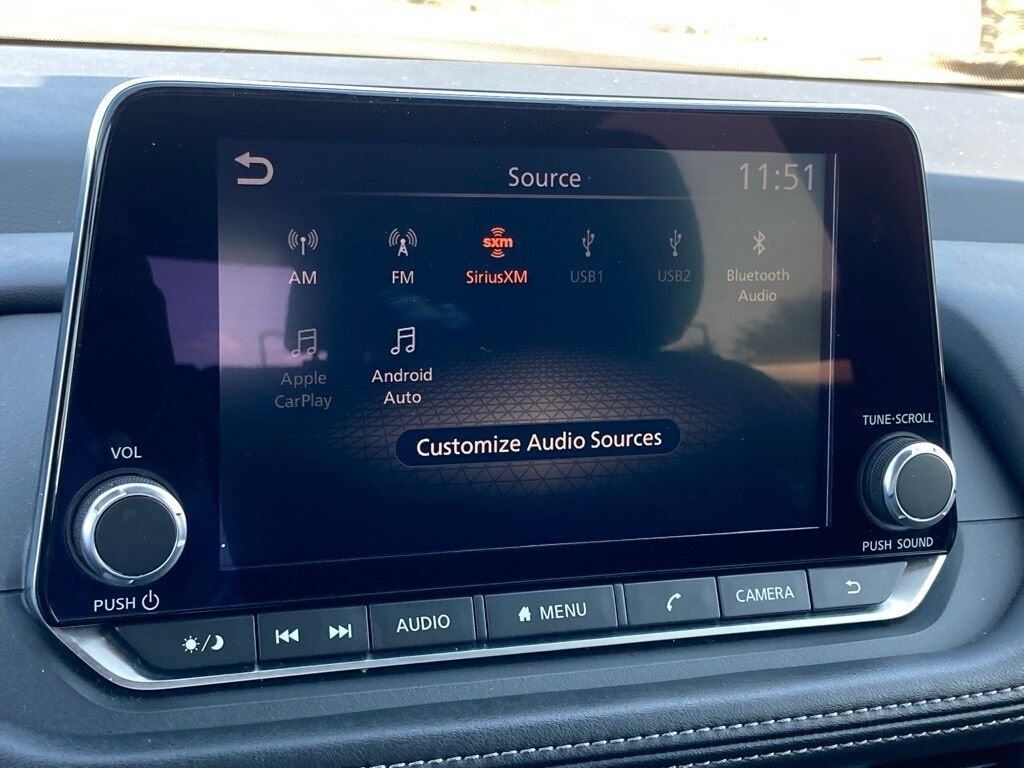 Source
11:51
AM
FM
sxm
SiriusXM
USB1
USB2
Bluetooth
Audio
Apple
CarPlay
Android
Auto
Customize Audio Sources
VOL
PUSH
TUNE·SCROLL
PUSH SOUND
AUDIO
MENU
CAMERA